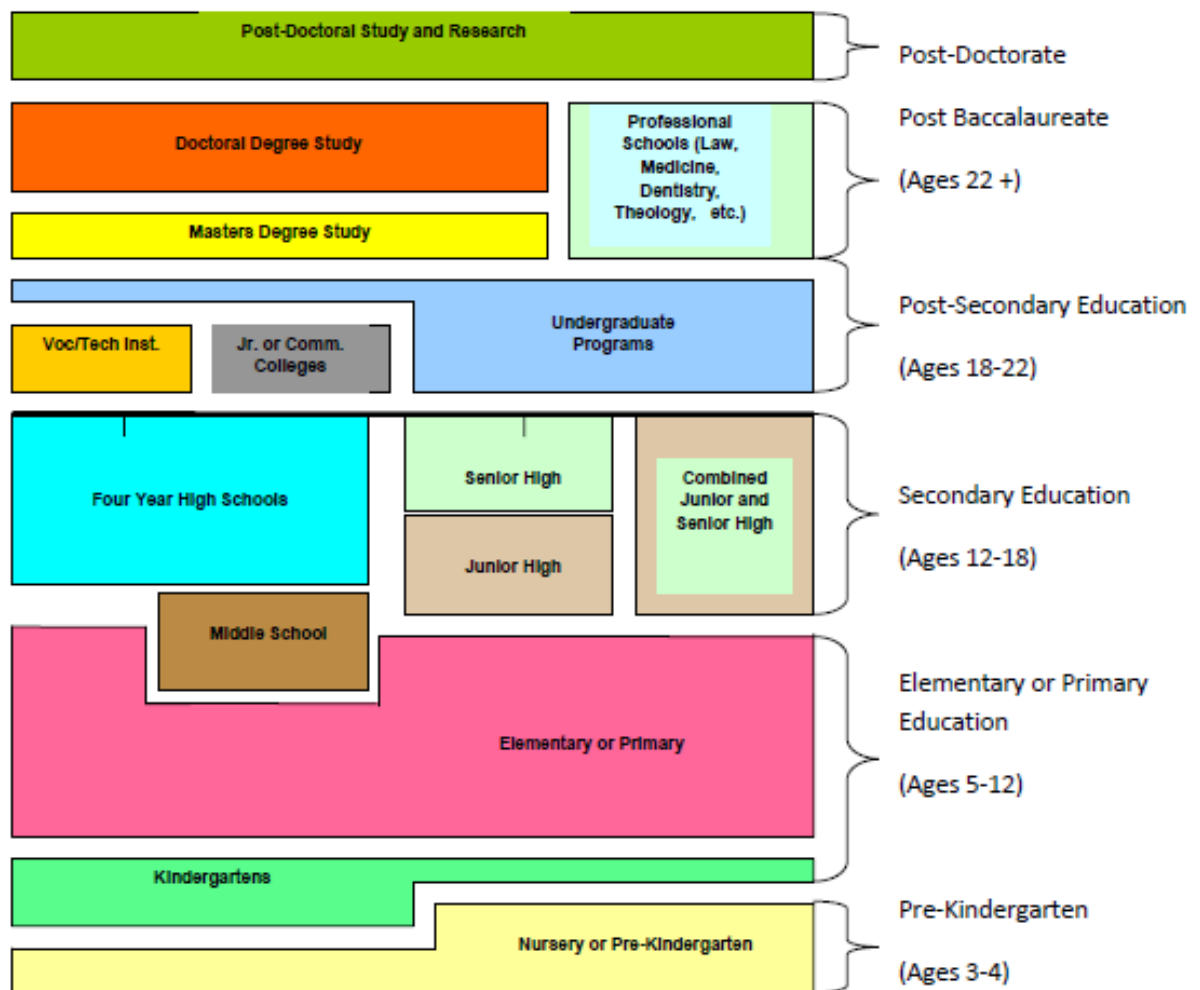 Post-Doctoral Study and Research
Post-Doctorate
Doctoral Degree Study
Professional
Schools (Law,
Medicine,
Dentistry,
Theology, etc.)
Masters Degree Study
Post Baccalaureate
(Ages 22 +)
Undergraduate
Programs
Voc/Tech Inst.
Jr. or Comm.
Colleges
Post-Secondary Education
(Ages 18-22)
Four Year High Schools
Senior High
Junior High
Combined
Junior and
Senior High
Secondary Education
(Ages 12-18)
Middle School
Elementary or Primary
Elementary or Primary
Education
(Ages 5-12)
Kindergartens
Nursery or Pre-Kindergarten
Pre-Kindergarten
(Ages 3-4)